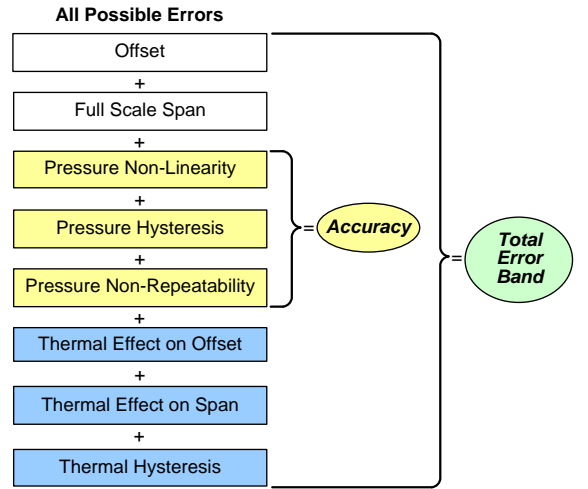 All Possible Errors
Offset
+
Full Scale Span
+
Pressure Non-Linearity
+
Pressure Hysteresis
+
Pressure Non-Repeatability
+
Thermal Effect on Offset
+
Thermal Effect on Span
+
Thermal Hysteresis
=
Accuracy
=
Total
Error
Band